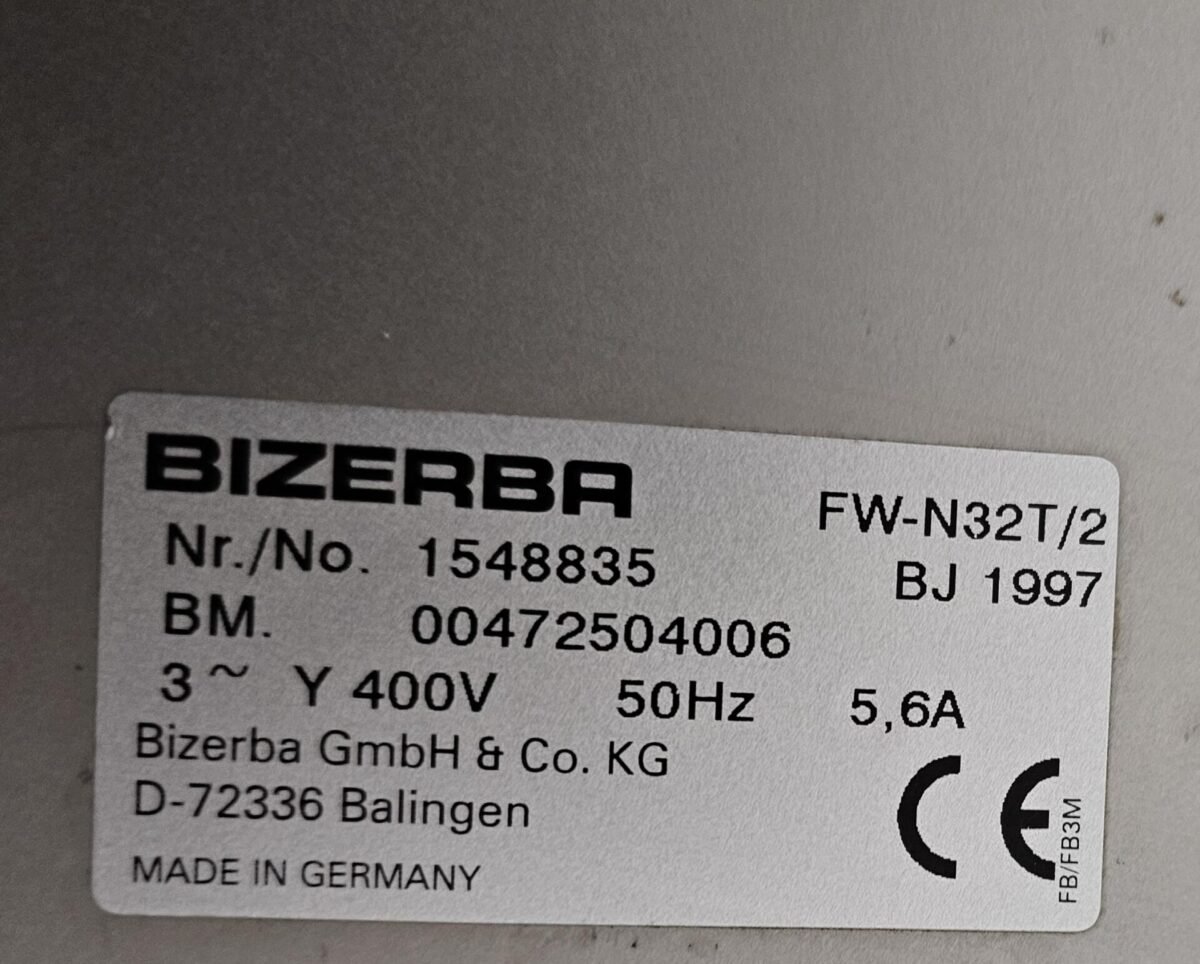 BIZERBA
FW-N32T/2
Nr./No. 1548835
BJ 1997
BM. 00472504006
3 ~ Y 400V 50Hz 5,6A
Bizerba GmbH & Co. KG
D-72336 Balingen
MADE IN GERMANY
CE
FB/FB3M